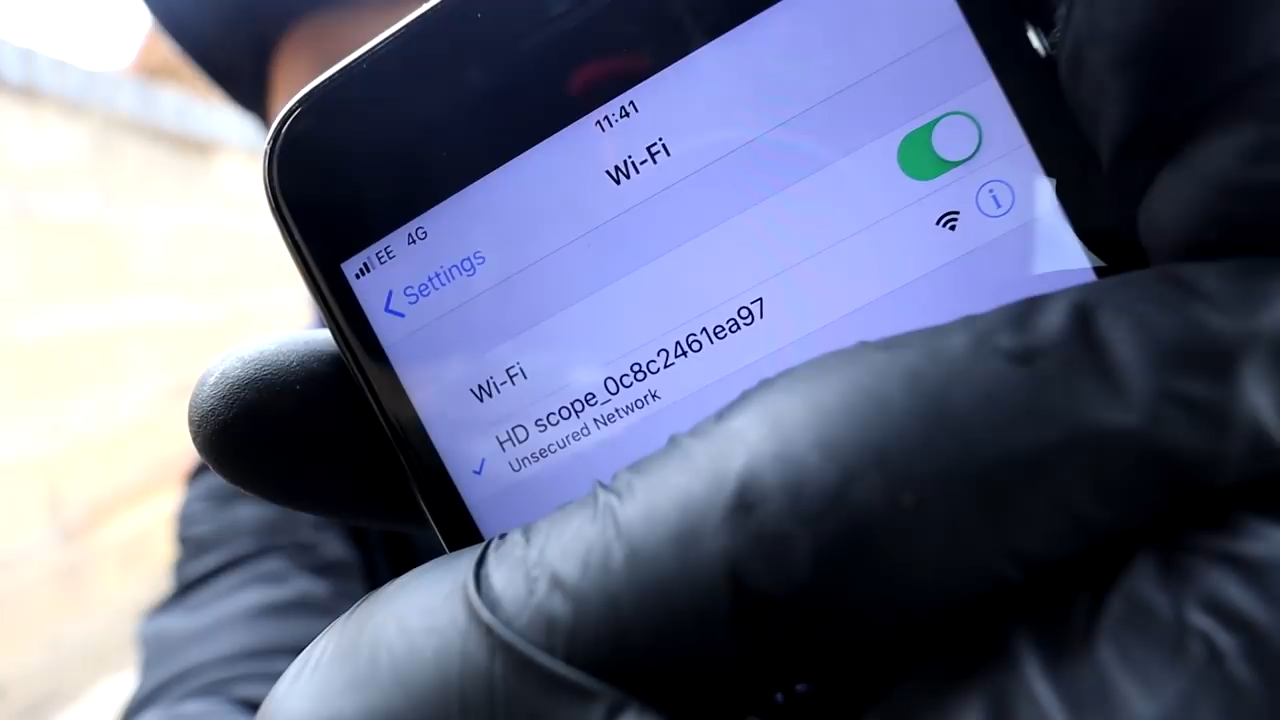 11:41
EE 4G
Settings
Wi-Fi
Wi-Fi
HD scope_0c8c2461ea97
Unsecured Network